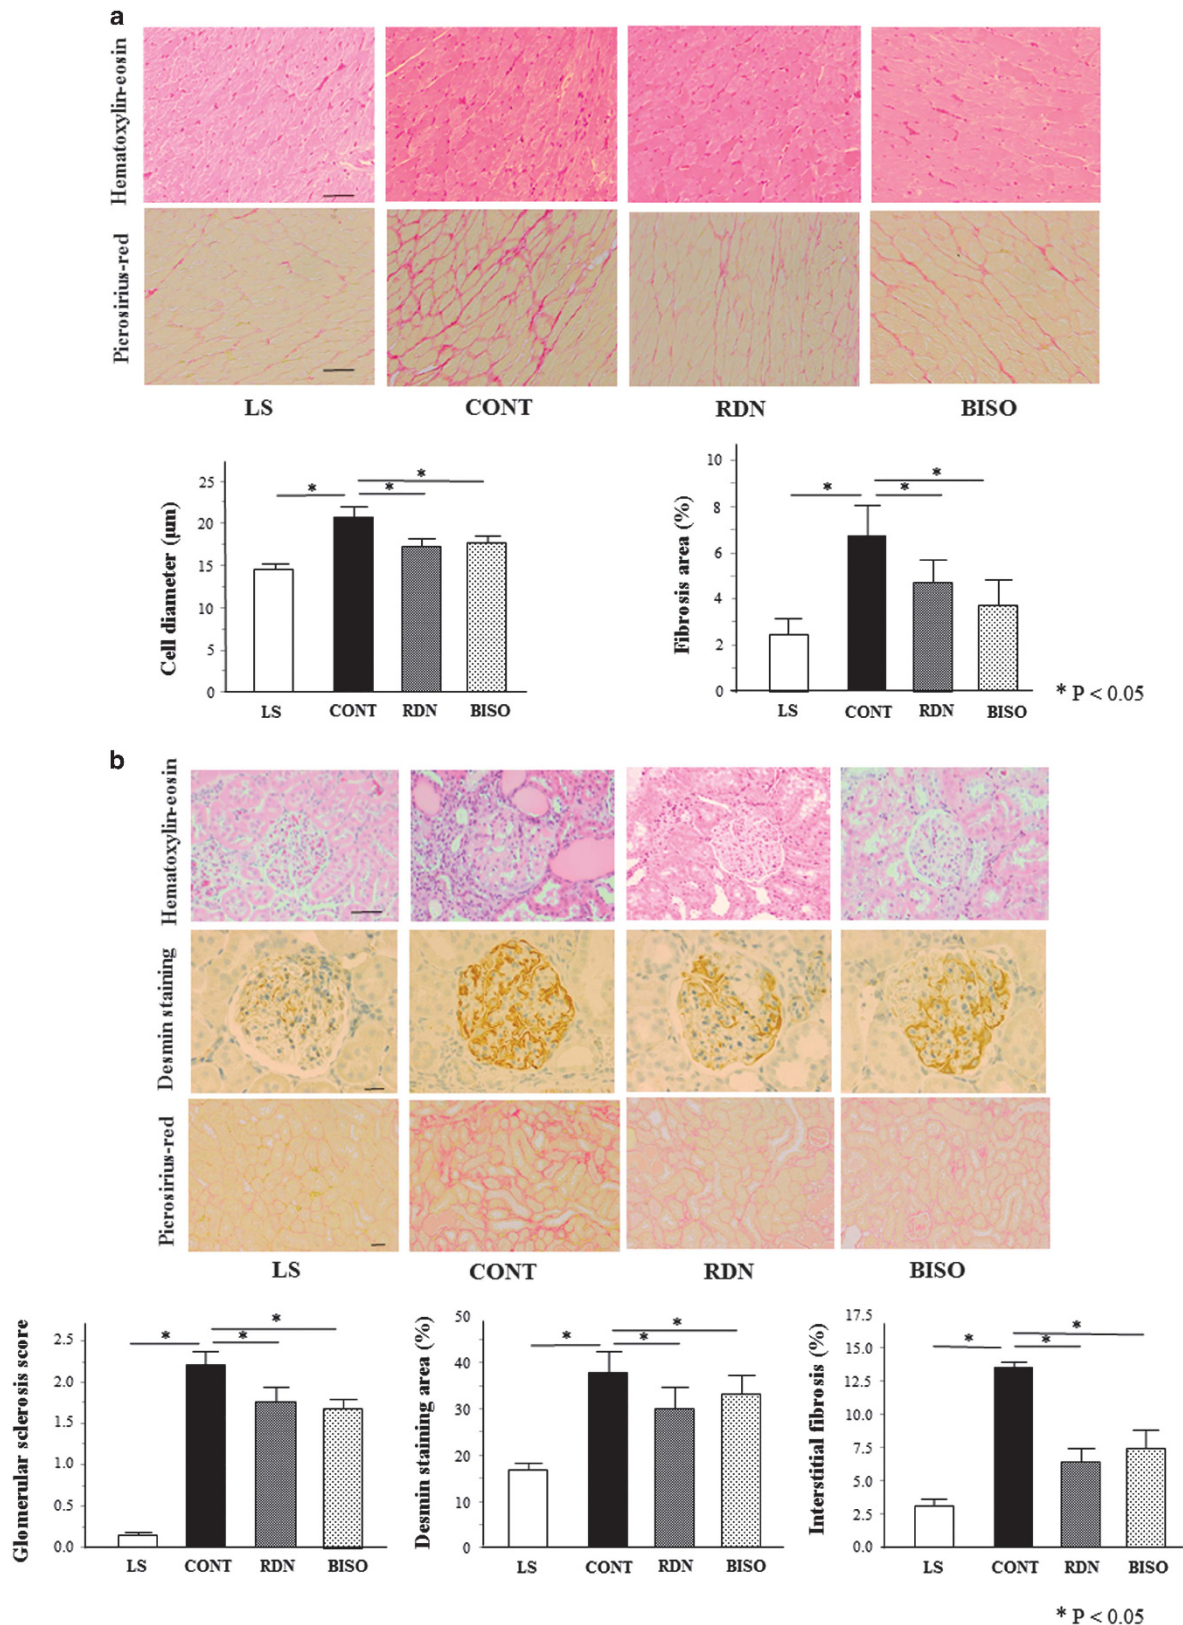 a
Hematoxylin-eosin
Picrosirius-red
LS CONT RDN BISO
Cell diameter (µm)
25
20
15
10
5
0
* * *
LS CONT RDN BISO
Fibrosis area (%)
10
8
6
4
2
0
* * *
LS CONT RDN BISO
* P < 0.05
b
Hematoxylin-eosin
Desmin staining
Picrosirius-red
LS CONT RDN BISO
Glomerular sclerosis score
2.5
2.0
1.5
1.0
0.5
0.0
* * *
LS CONT RDN BISO
Desmin staining area (%)
50
40
30
20
10
0
* * *
LS CONT RDN BISO
Interstitial fibrosis (%)
17.5
15.0
12.5
10.0
7.5
5.0
2.5
0.0
* * *
LS CONT RDN BISO
* P < 0.05